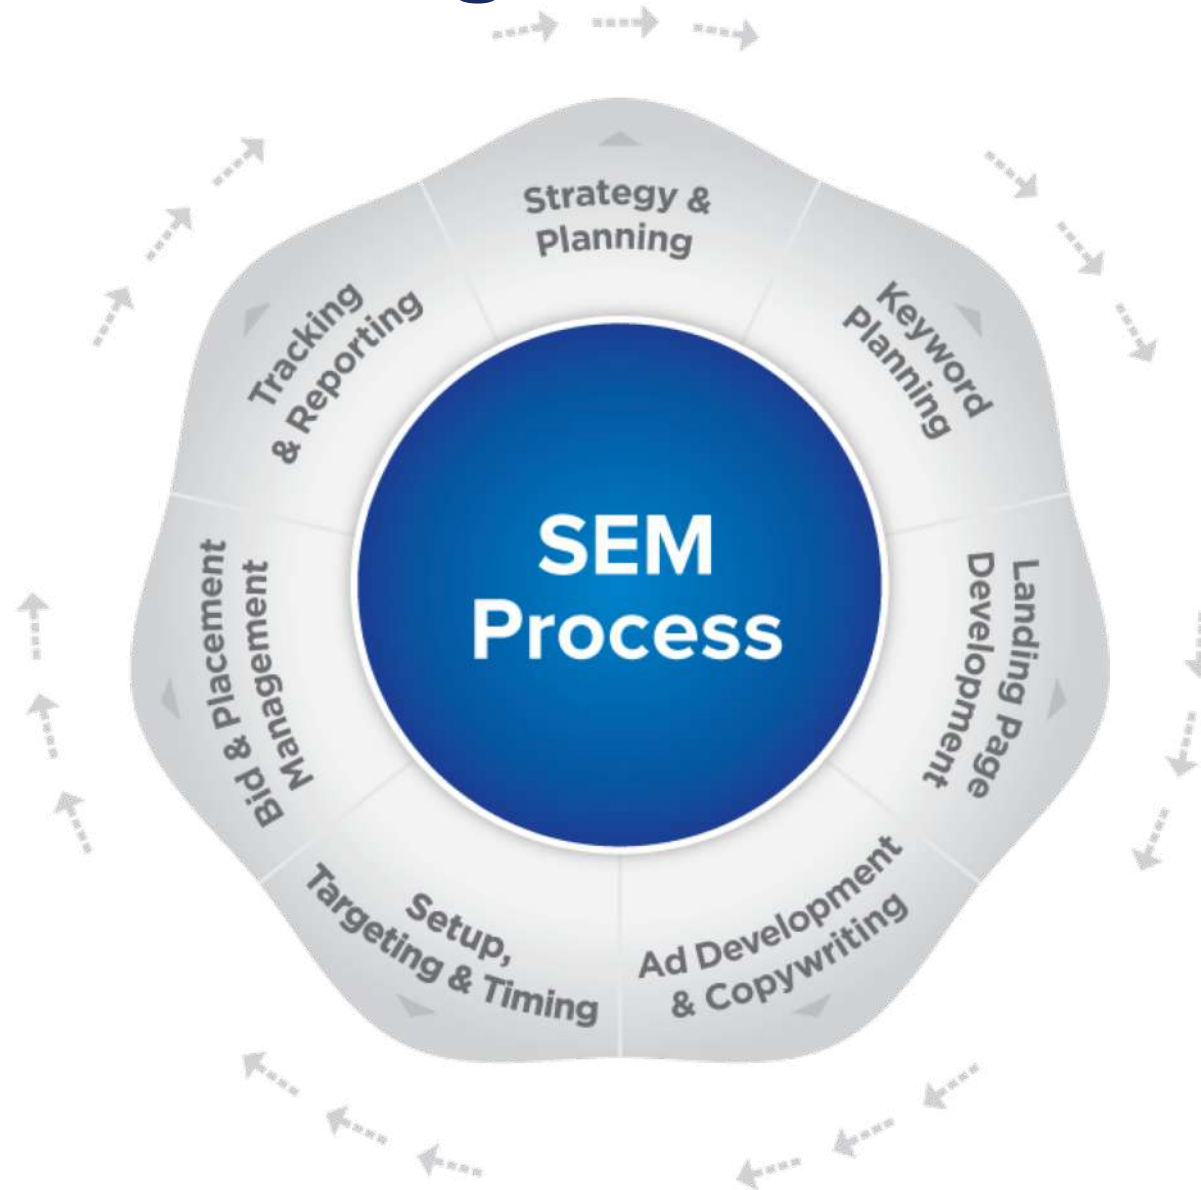 Strategy &
Planning
Keyword
Planning
Landing Page
Development
Ad Development
& Copywriting
Setup,
Targeting & Timing
Bid & Placement
Management
Tracking
& Reporting
SEM
Process